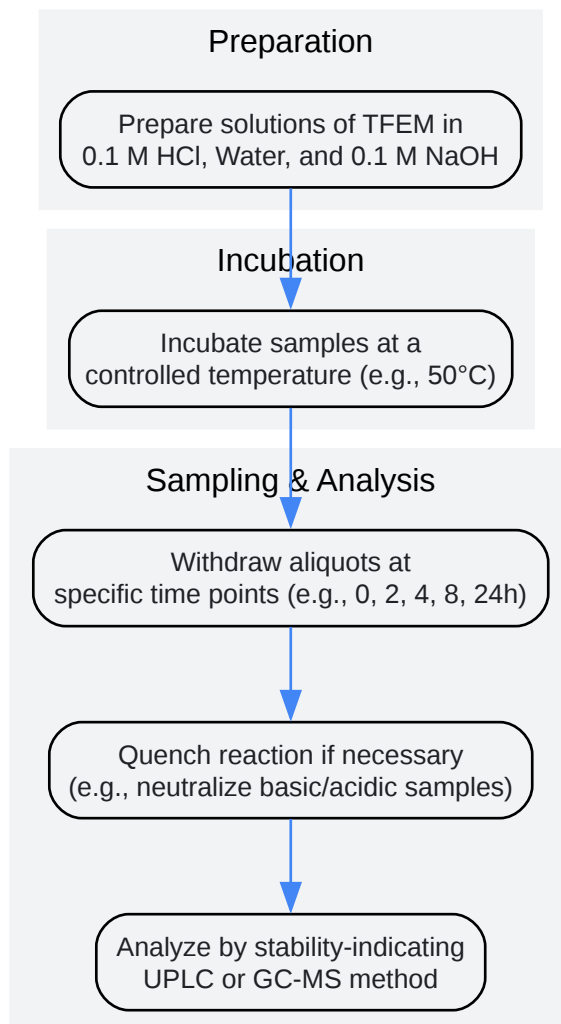 Preparation
Prepare solutions of TFEM in
0.1 M HCl, Water, and 0.1 M NaOH
Incubation
Incubate samples at a
controlled temperature (e.g., 50°C)
Sampling & Analysis
Withdraw aliquots at
specific time points (e.g., 0, 2, 4, 8, 24h)
Quench reaction if necessary
(e.g., neutralize basic/acidic samples)
Analyze by stability-indicating
UPLC or GC-MS method